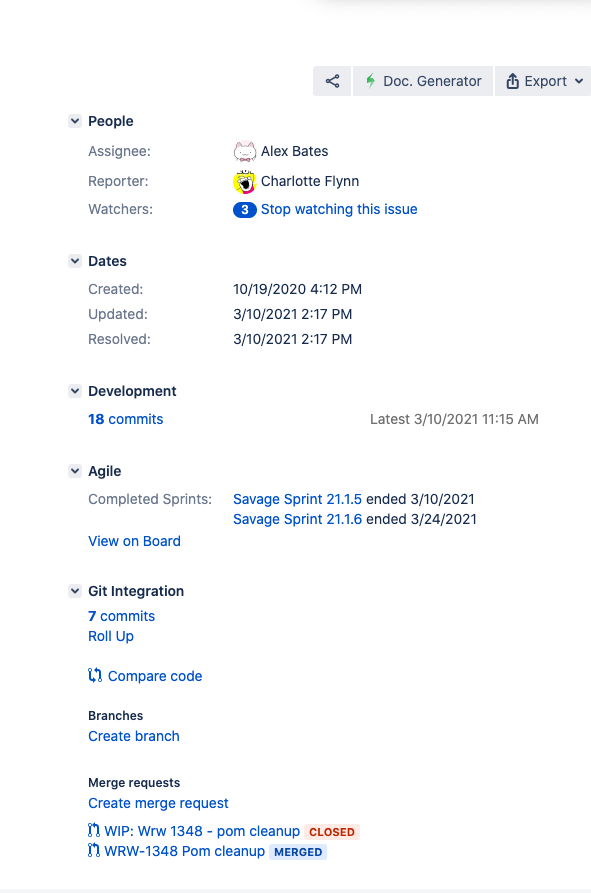 Doc. Generator Export
People
Assignee: Alex Bates
Reporter: Charlotte Flynn
Watchers: 3 Stop watching this issue
Dates
Created: 10/19/2020 4:12 PM
Updated: 3/10/2021 2:17 PM
Resolved: 3/10/2021 2:17 PM
Development
18 commits Latest 3/10/2021 11:15 AM
Agile
Completed Sprints: Savage Sprint 21.1.5 ended 3/10/2021
Savage Sprint 21.1.6 ended 3/24/2021
View on Board
Git Integration
7 commits
Roll Up
Compare code
Branches
Create branch
Merge requests
Create merge request
WIP: Wrw 1348 - pom cleanup CLOSED
WRW-1348 Pom cleanup MERGED